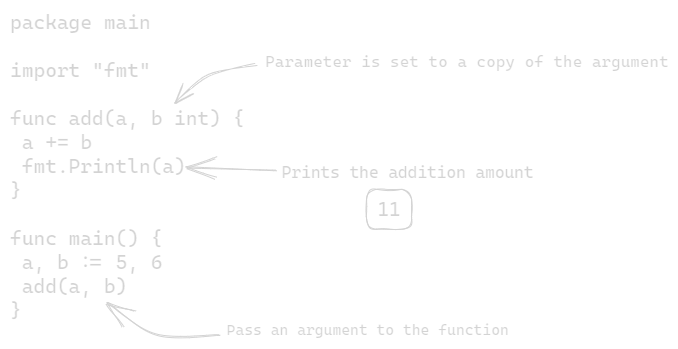 package main
import "fmt"
Parameter is set to a copy of the argument
func add(a, b int) {
a += b
fmt.Println(a)
Prints the addition amount
}
11
func main() {
a, b := 5, 6
add(a, b)
}
Pass an argument to the function